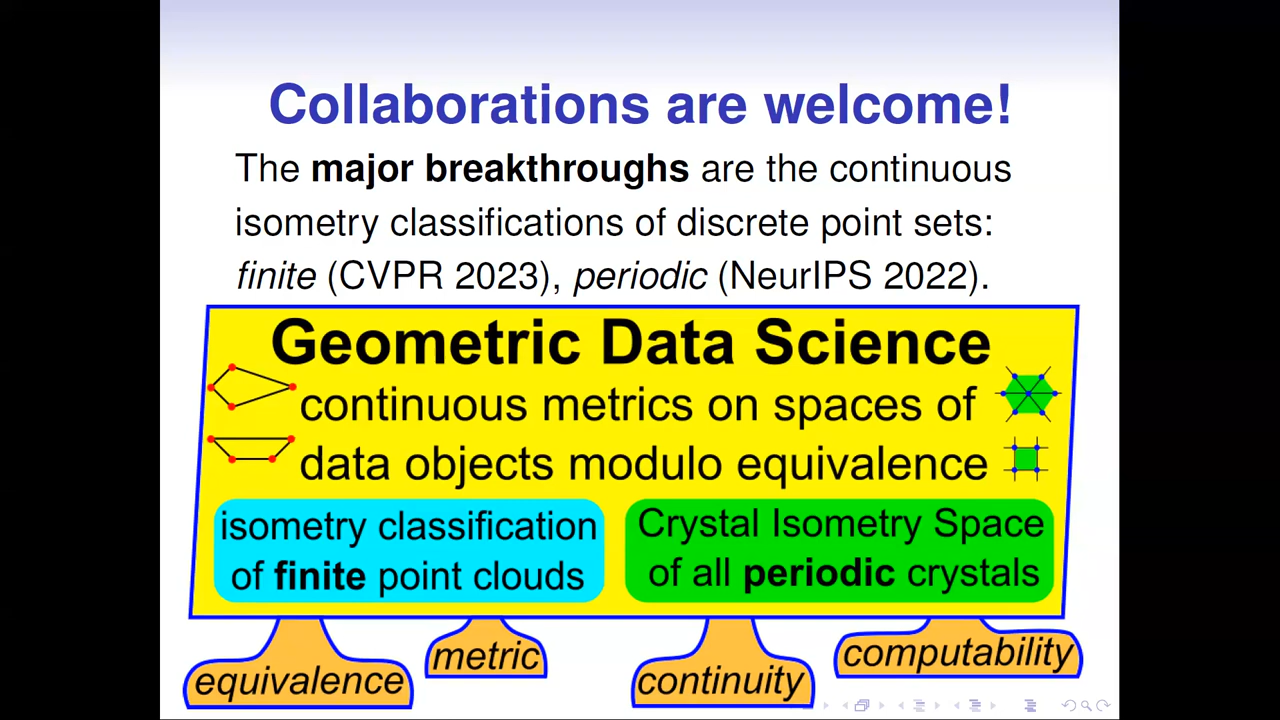 Collaborations are welcome!
The major breakthroughs are the continuous
isometry classifications of discrete point sets:
finite (CVPR 2023), periodic (NeurIPS 2022).
Geometric Data Science
continuous metrics on spaces of
data objects modulo equivalence
isometry classification
of finite point clouds
Crystal Isometry Space
of all periodic crystals
equivalence
metric
continuity
computability